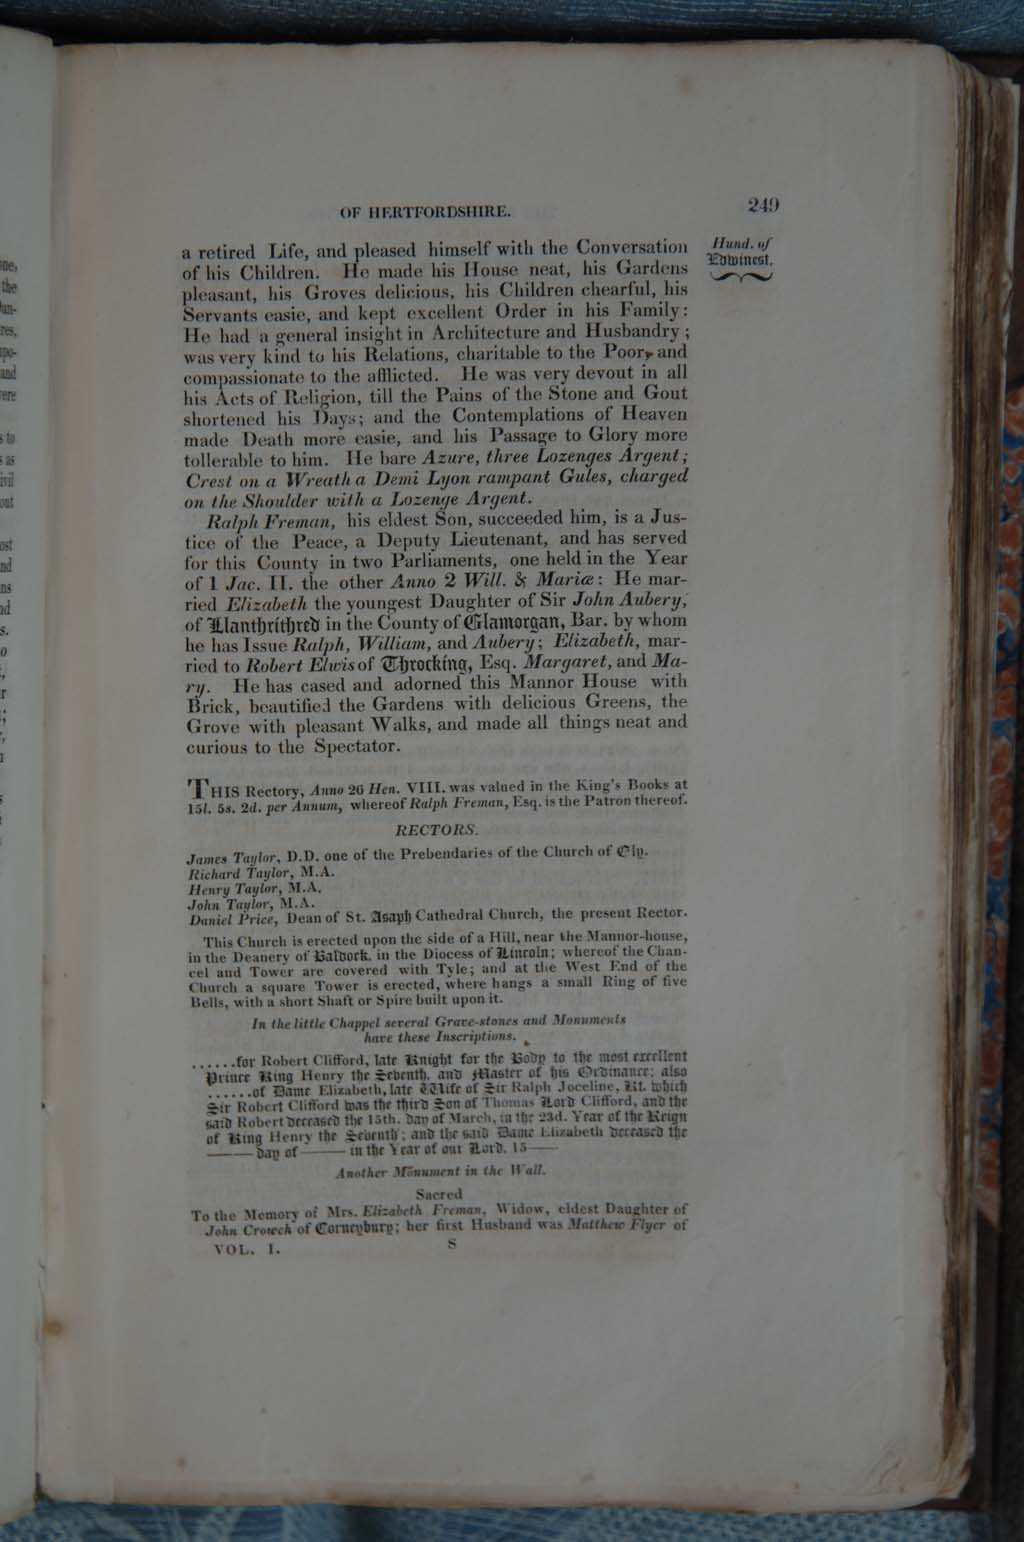 OF HERTFORDSHIRE.
249
Hund. of
Edwinest.
a retired Life, and pleased himself with the Conversation
of his Children. He made his House neat, his Gardens
pleasant, his Groves delicious, his Children chearful, his
Servants easie, and kept excellent Order in his Family:
He had a general insight in Architecture and Husbandry;
was very kind to his Relations, charitable to the Poor, and
compassionate to the afflicted. He was very devout in all
his Acts of Religion, till the Pains of the Stone and Gout
shortened his Days; and the Contemplations of Heaven
made Death more easie, and his Passage to Glory more
tollerable to him. He bare Azure, three Lozenges Argent;
Crest on a Wreath a Demi Lyon rampant Gules, charged
on the Shoulder with a Lozenge Argent.
Ralph Freman, his eldest Son, succeeded him, is a Jus-
tice of the Peace, a Deputy Lieutenant, and has served
for this County in two Parliaments, one held in the Year
of 1 Jac. II. the other Anno 2 Will. & Mariæ: He mar-
ried Elizabeth the youngest Daughter of Sir John Aubery,
of Llanthrithred in the County of Glamorgan, Bar. by whom
he has Issue Ralph, William, and Aubery; Elizabeth, mar-
ried to Robert Elwis of Throcking, Esq. Margaret, and Ma-
ry. He has cased and adorned this Mannor House with
Brick, beautified the Gardens with delicious Greens, the
Grove with pleasant Walks, and made all things neat and
curious to the Spectator.
THIS Rectory, Anno 26 Hen. VIII. was valued in the King's Books at
15l. 5s. 2d. per Annum, whereof Ralph Freman, Esq. is the Patron thereof.
RECTORS.
James Taylor, D.D. one of the Prebendaries of the Church of Ely.
Richard Taylor, M.A.
Henry Taylor, M.A.
John Taylor, M.A.
Daniel Price, Dean of St. Asaph Cathedral Church, the present Rector.
This Church is erected upon the side of a Hill, near the Mannor-house,
in the Deanery of Baldock, in the Diocess of Lincoln; whereof the Chan-
cel and Tower are covered with Tyle; and at the West End of the
Church a square Tower is erected, where hangs a small Ring of five
Bells, with a short Shaft or Spire built upon it.
In the little Chappel several Grave-stones and Monuments
have these Inscriptions.
......for Robert Clifford, late Knight for the Body to the most excellent
Prince King Henry the Seventh, and Master of his Ordinance; also
......of Dame Elizabeth, late Wife of Sir Ralph Joceline, Kt. which
Sir Robert Clifford was the third Son of Thomas Lord Clifford, and the
said Robert deceased the 15th. day of March, in the 23d. Year of the Reign
of King Henry the Seventh; and the said Dame Elizabeth deceased the
——— day of ——— in the Year of our Lord, 15——
Another Monument in the Wall.
Sacred
To the Memory of Mrs. Elizabeth Freman, Widow, eldest Daughter of
John Crowch of Corneybury; her first Husband was Matthew Flyer of
VOL. I.
S
one,
the
res,
and
ere
s to
s as
ivil
out
ost
nd
ns
nd
s.